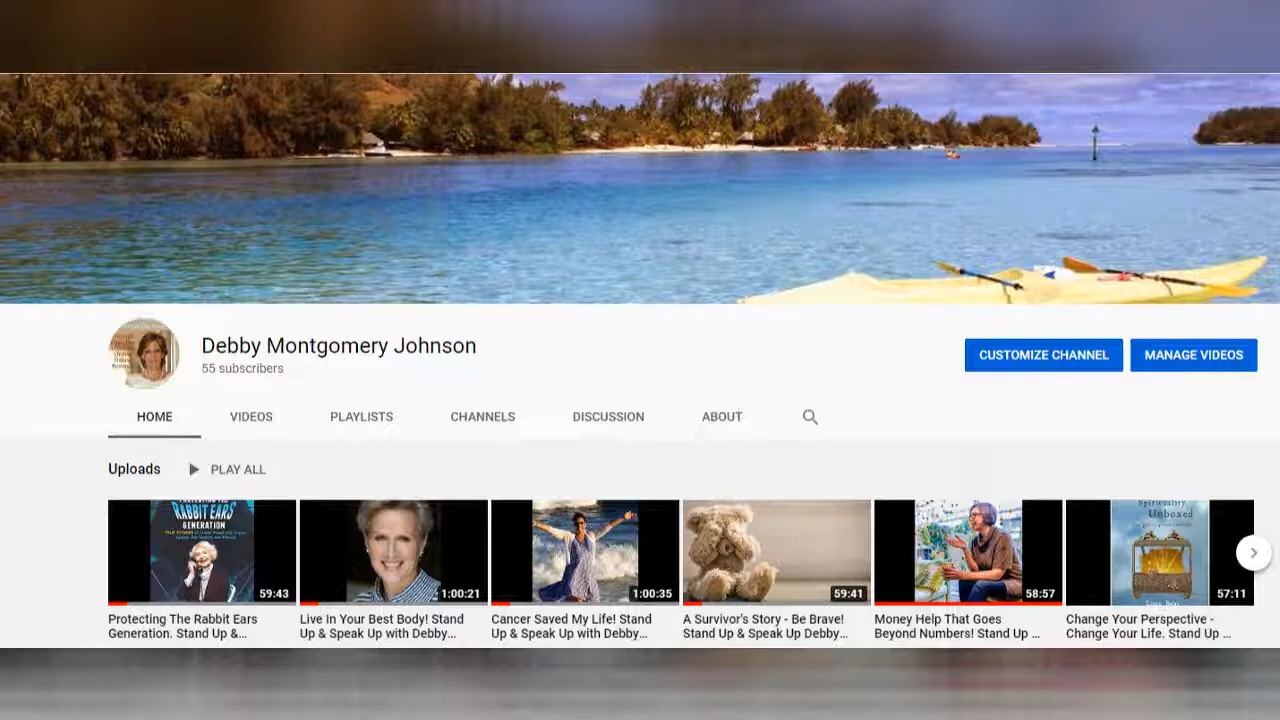 Debby Montgomery Johnson
55 subscribers
CUSTOMIZE CHANNEL
MANAGE VIDEOS
HOME
VIDEOS
PLAYLISTS
CHANNELS
DISCUSSION
ABOUT
Uploads
PLAY ALL
RABBIT EARS
GENERATION
59:43
1:00:21
1:00:35
59:41
58:57
Spirituality
Unboxed
57:11
Protecting The Rabbit Ears
Generation. Stand Up &...
Live In Your Best Body! Stand
Up & Speak Up with Debby...
Cancer Saved My Life! Stand
Up & Speak Up with Debby...
A Survivor's Story - Be Brave!
Stand Up & Speak Up Debby...
Money Help That Goes
Beyond Numbers! Stand Up ...
Change Your Perspective -
Change Your Life. Stand Up ...